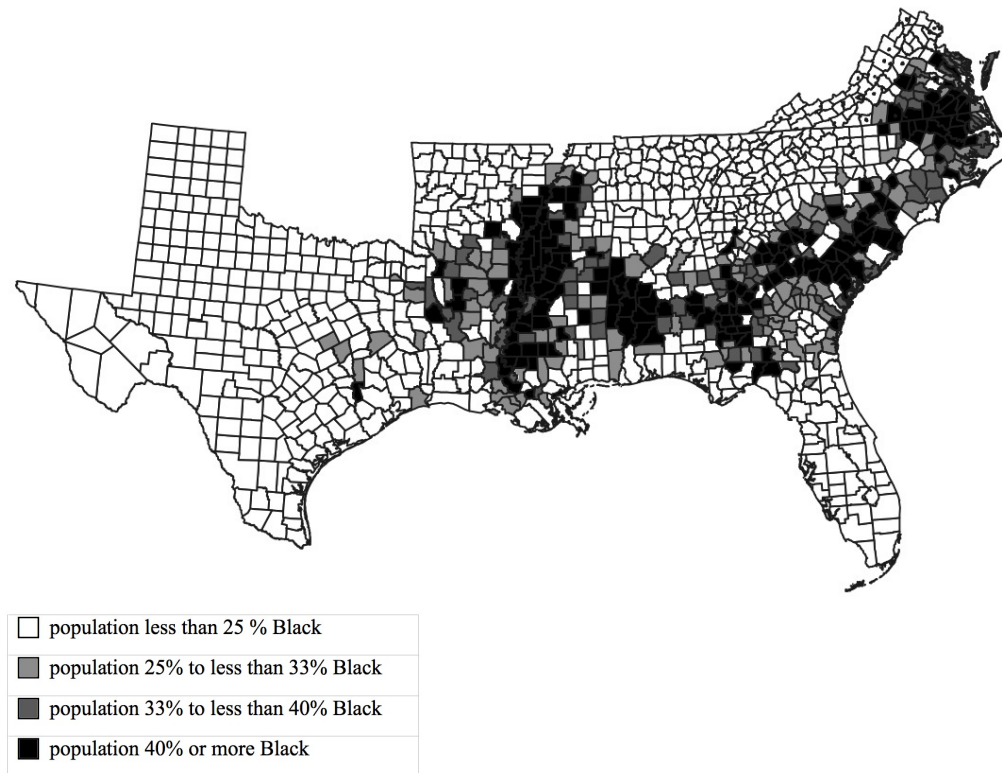 population less than 25 % Black
population 25% to less than 33% Black
population 33% to less than 40% Black
population 40% or more Black